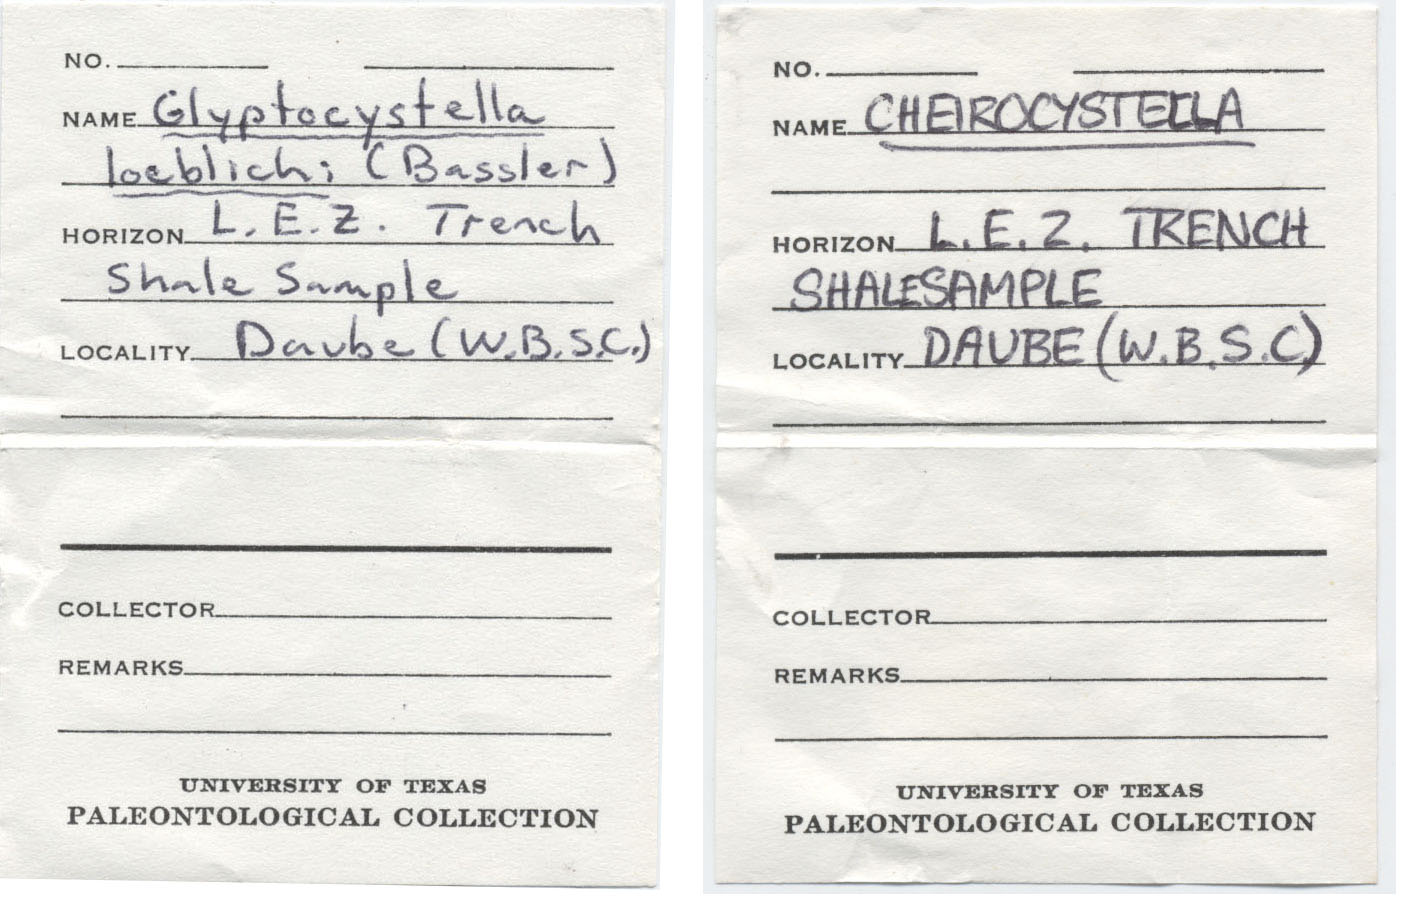 NO.
NAME Glyptocystella
loeblichi (Bassler)
HORIZON L.E.Z. Trench
Shale Sample
LOCALITY Daube (W.B.S.C.)
COLLECTOR
REMARKS
UNIVERSITY OF TEXAS
PALEONTOLOGICAL COLLECTION
NO.
NAME CHEIROCYSTELLA
HORIZON L.E.Z. TRENCH
SHALESAMPLE
LOCALITY DAUBE (W.B.S.C)
COLLECTOR
REMARKS
UNIVERSITY OF TEXAS
PALEONTOLOGICAL COLLECTION